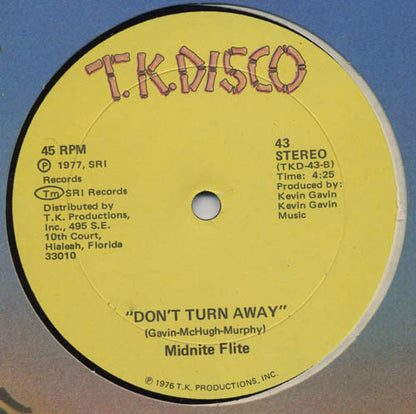 T.K. DISCO
45 RPM
℗ 1977, SRI
Records
Tm SRI Records
Distributed by
T.K. Productions,
Inc., 495 S.E.
10th Court,
Hialeah, Florida
33010
43
STEREO
(TKD-43-B)
Time: 4:25
Produced by:
Kevin Gavin
Kevin Gavin
Music
"DON'T TURN AWAY"
(Gavin-McHugh-Murphy)
Midnite Flite
℗ 1976 T.K. PRODUCTIONS, INC.